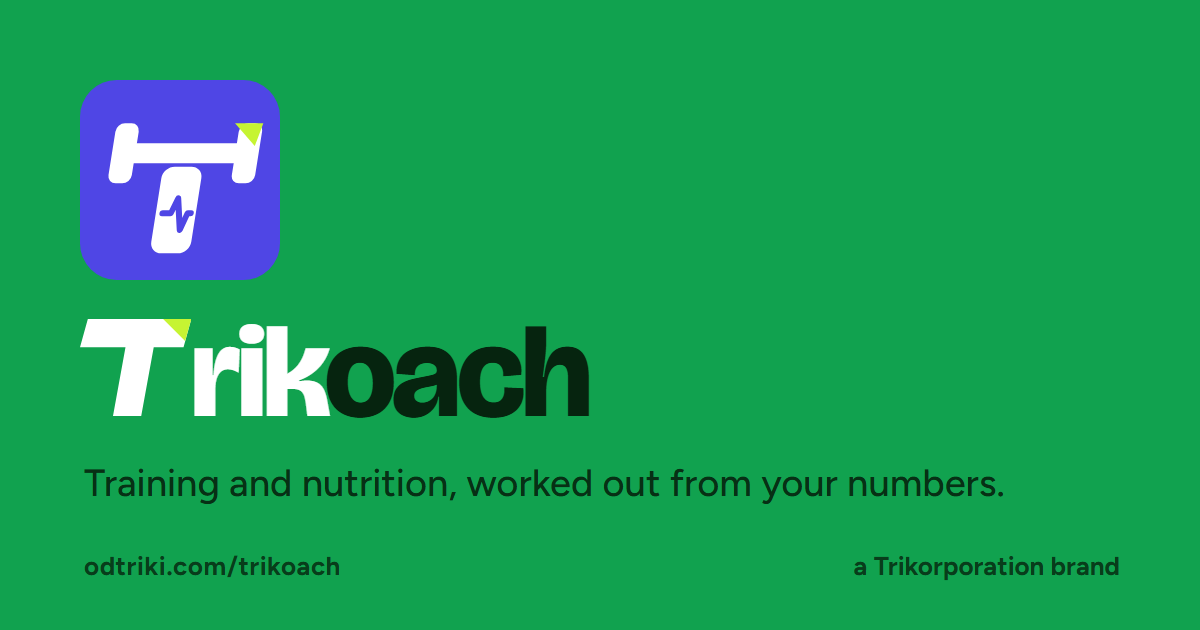 Trikoach
Training and nutrition, worked out from your numbers.
odtriki.com/trikoach
a Trikorporation brand